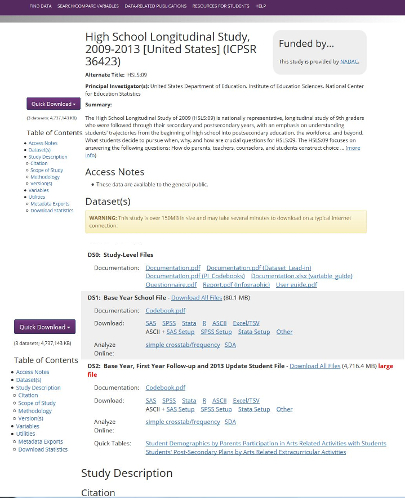 FIND DATA SEARCH/COMPARE VARIABLES DATA-RELATED PUBLICATIONS RESOURCES FOR STUDENTS HELP
High School Longitudinal Study,
2009-2013 [United States] (ICPSR
36423)
Funded by...
This study is provided by NADAC.
Alternate Title: HSLS:09
Principal Investigator(s): United States Department of Education. Institute of Education Sciences. National Center
for Education Statistics
Summary:
The High School Longitudinal Study of 2009 (HSLS:09) is nationally representative, longitudinal study of 9th graders
who were followed through their secondary and postsecondary years, with an emphasis on understanding
students' trajectories from the beginning of high school into postsecondary education, the workforce, and beyond.
What students decide to pursue when, why, and how are crucial questions for HSLS:09. The HSLS:09 focuses on
answering the following questions: How do parents, teachers, counselors, and students construct choice ... (more
info)
Quick Download
(3 datasets; 4,737,143 KB)
Table of Contents
Access Notes
Dataset(s)
Study Description
Citation
Scope of Study
Methodology
Version(s)
Variables
Utilities
Metadata Exports
Download Statistics
Access Notes
These data are available to the general public.
Dataset(s)
WARNING: This study is over 150MB in size and may take several minutes to download on a typical Internet
connection.
DS0: Study-Level Files
Documentation: Documentation.pdf Documentation.pdf (Dataset_Lead-in)
Documentation.pdf (PI_Codebooks) Documentation.xlsx (variable-guide)
Questionnaire.pdf Report.pdf (Infographic) User guide.pdf
DS1: Base Year School File - Download All Files (80.1 MB)
Documentation: Codebook.pdf
Download: SAS SPSS Stata R ASCII Excel/TSV
ASCII + SAS Setup SPSS Setup Stata Setup Other
Analyze
Online: simple crosstab/frequency SDA
Quick Download
(3 datasets; 4,737,143 KB)
Table of Contents
Access Notes
Dataset(s)
Study Description
Citation
Scope of Study
Methodology
Version(s)
Variables
Utilities
Metadata Exports
Download Statistics
DS2: Base Year, First Year Follow-up and 2013 Update Student File - Download All Files (4,716.4 MB) large
file
Documentation: Codebook.pdf
Download: SAS SPSS Stata R ASCII Excel/TSV
ASCII + SAS Setup SPSS Setup Stata Setup Other
Analyze
Online: simple crosstab/frequency SDA
Quick Tables: Student Demographics by Parents Participation in Arts Related Activities with Students
Students' Post-Secondary Plans by Arts Related Extracurricular Activities
Study Description
Citation